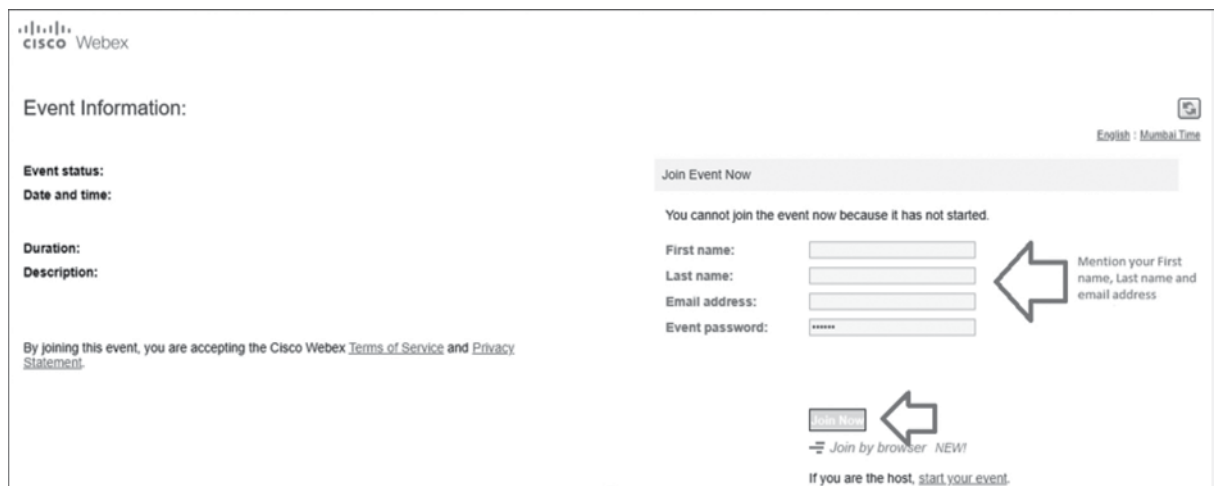 cisco Webex
Event Information:
English : Mumbai Time
Event status:
Date and time:
Duration:
Description:
By joining this event, you are accepting the Cisco Webex Terms of Service and Privacy
Statement.
Join Event Now
You cannot join the event now because it has not started.
First name:
Last name:
Email address:
Event password: ••••••
Mention your First
name, Last name and
email address
Join Now
Join by browser NEW!
If you are the host, start your event.